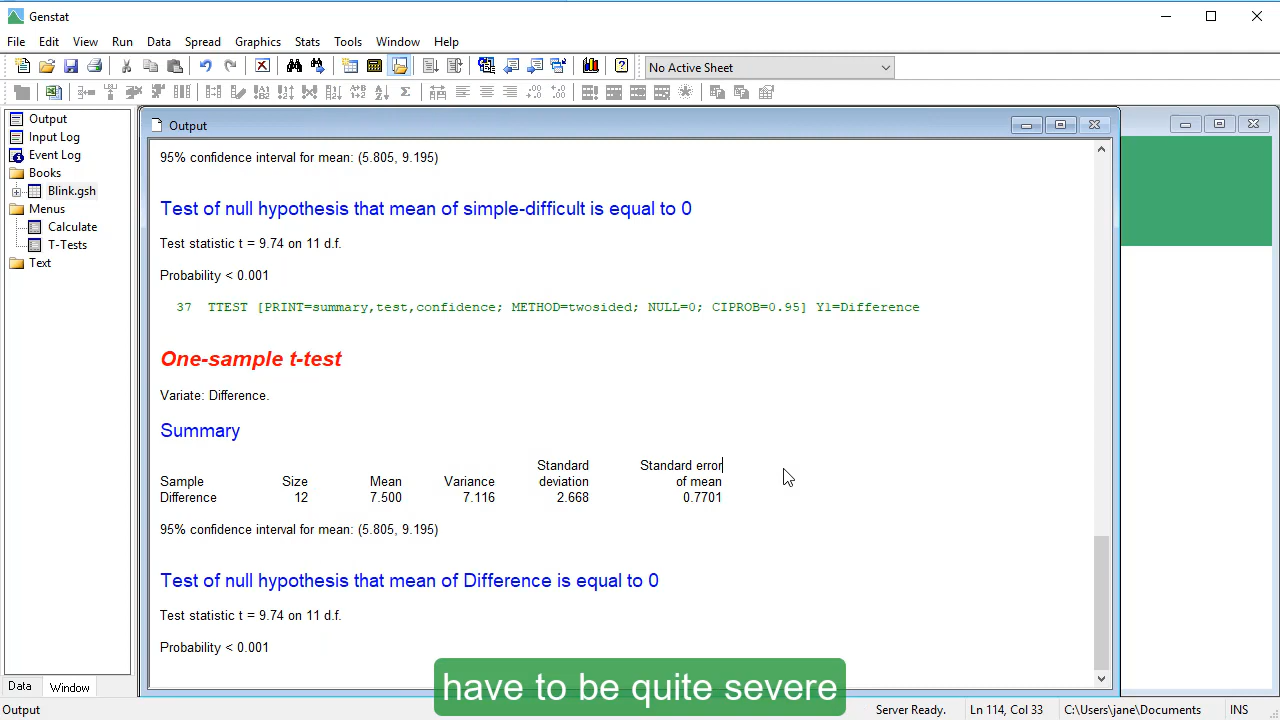 Genstat
File Edit View Run Data Spread Graphics Stats Tools Window Help
No Active Sheet
Output
Input Log
Event Log
Books
Blink.gsh
Menus
Calculate
T-Tests
Text
Data Window
Output
95% confidence interval for mean: (5.805, 9.195)
Test of null hypothesis that mean of simple-difficult is equal to 0
Test statistic t = 9.74 on 11 d.f.
Probability < 0.001
37 TTEST [PRINT=summary,test,confidence; METHOD=twosided; NULL=0; CIPROB=0.95] Y1=Difference
One-sample t-test
Variate: Difference.
Summary
Standard Standard error
Sample Size Mean Variance deviation of mean
Difference 12 7.500 7.116 2.668 0.7701
95% confidence interval for mean: (5.805, 9.195)
Test of null hypothesis that mean of Difference is equal to 0
Test statistic t = 9.74 on 11 d.f.
Probability < 0.001
have to be quite severe
Output Server Ready. Ln 114, Col 33 C:\Users\jane\Documents INS